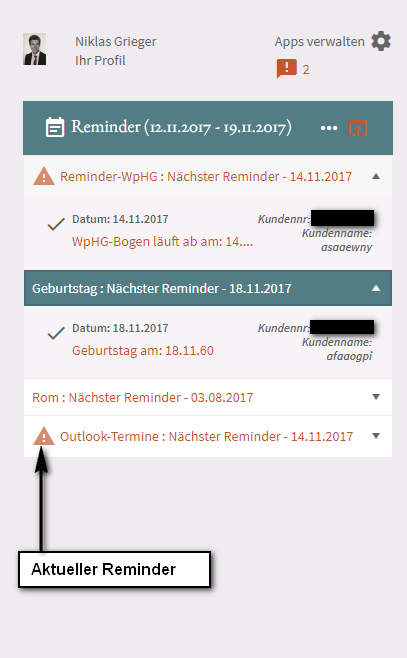 Niklas Grieger
Ihr Profil
Apps verwalten
2
Reminder (12.11.2017 - 19.11.2017)
Reminder-WpHG : Nächster Reminder - 14.11.2017
Datum: 14.11.2017
WpHG-Bogen läuft ab am: 14....
Kundennr:
Kundenname:
asaaewny
Geburtstag : Nächster Reminder - 18.11.2017
Datum: 18.11.2017
Geburtstag am: 18.11.60
Kundennr:
Kundenname:
afaaogpi
Rom : Nächster Reminder - 03.08.2017
Outlook-Termine : Nächster Reminder - 14.11.2017
Aktueller Reminder